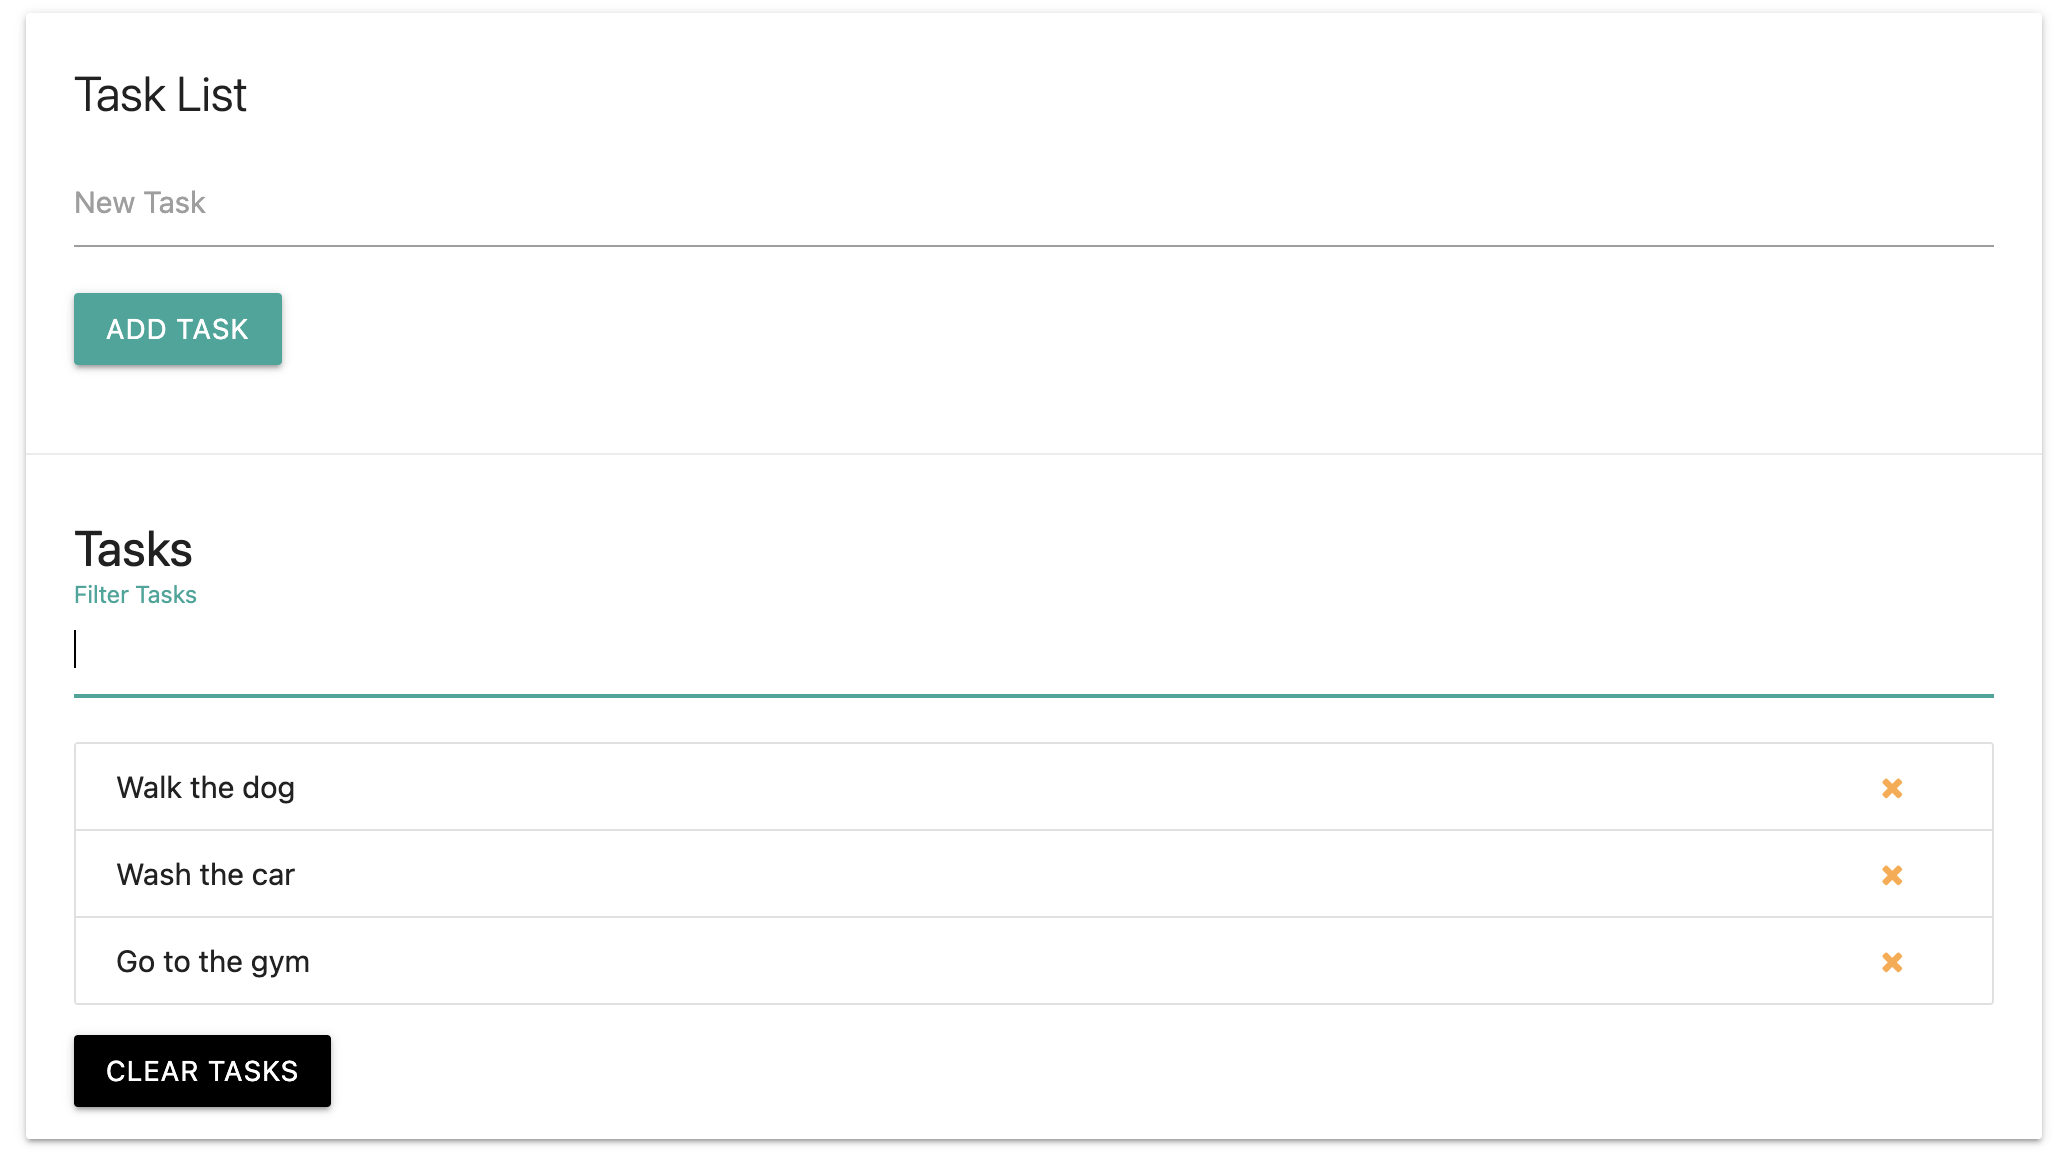 Task List
New Task
ADD TASK
Tasks
Filter Tasks
Walk the dog
Wash the car
Go to the gym
CLEAR TASKS